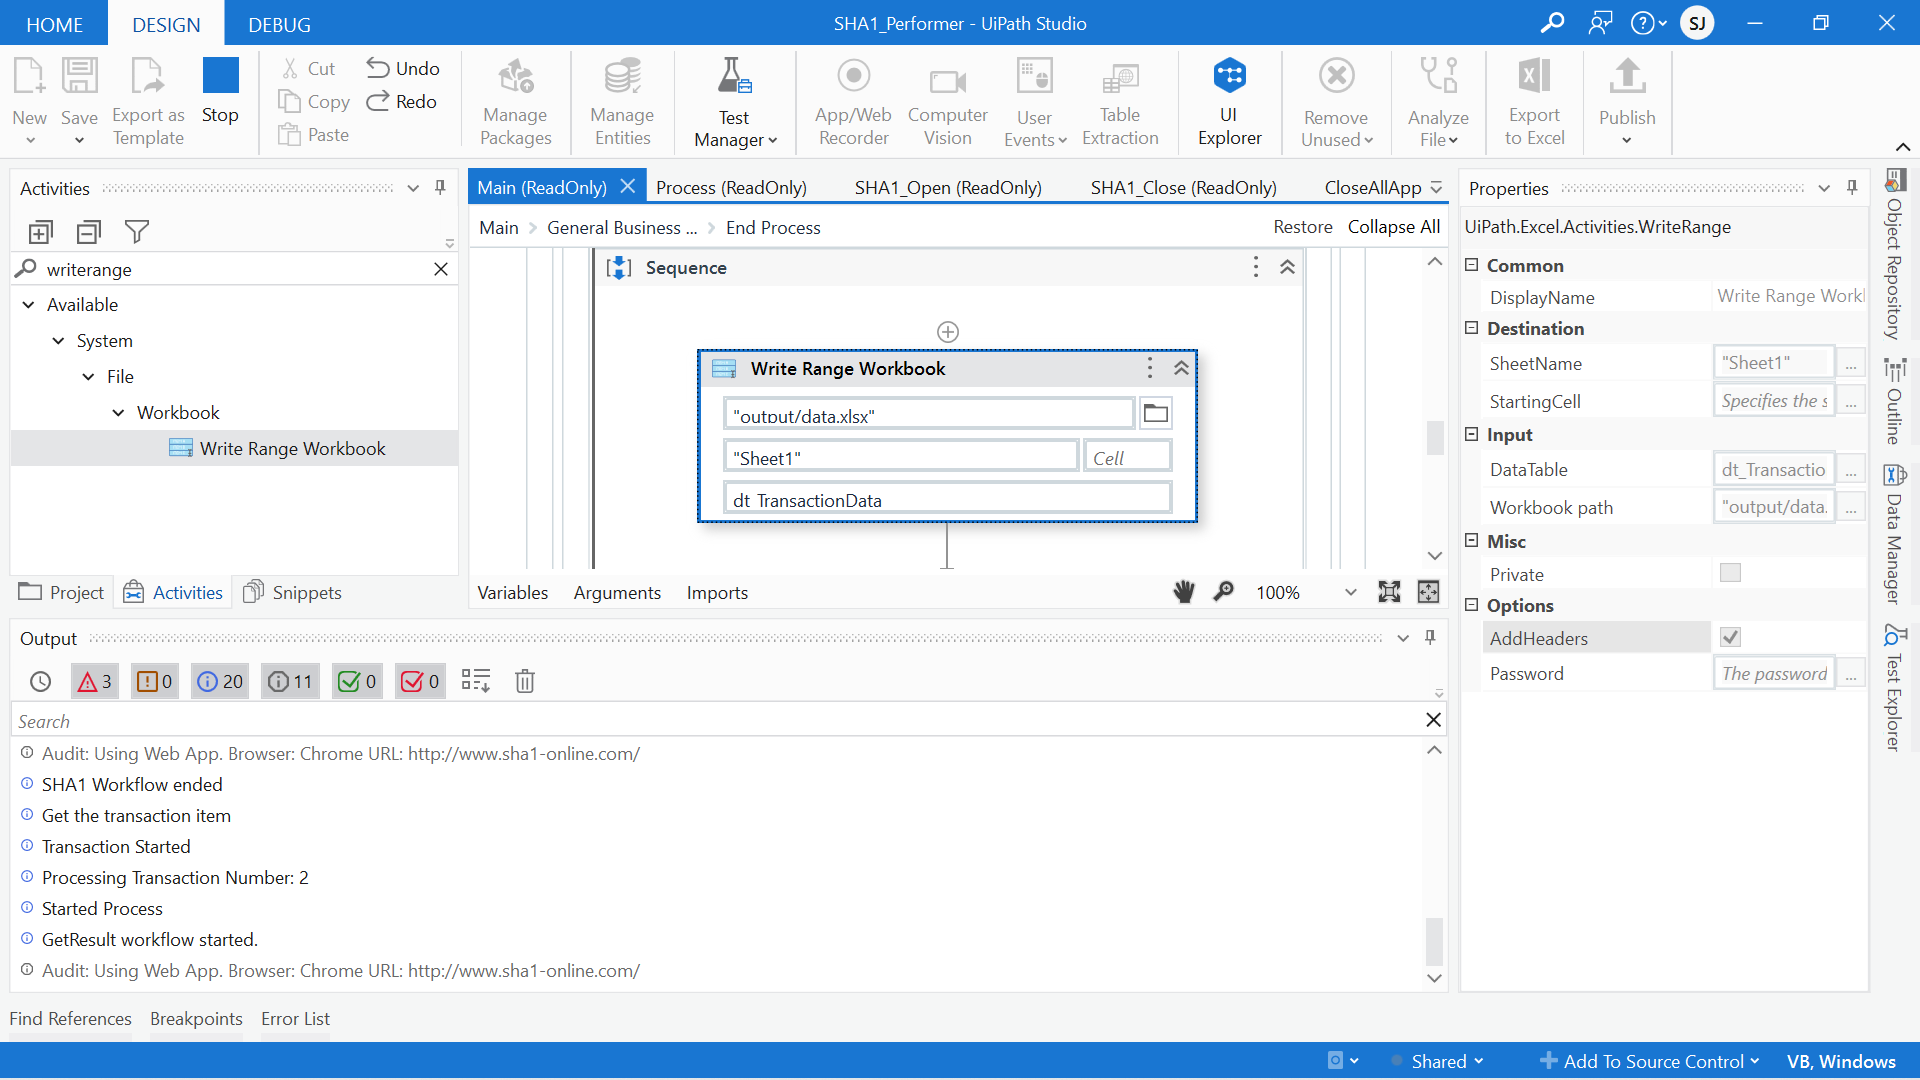 HOME DESIGN DEBUG SHA1_Performer - UiPath Studio SJ
New Save Export as Template Stop
Cut Undo
Copy Redo
Paste
Manage Packages
Manage Entities
Test Manager
App/Web Recorder
Computer Vision
User Events
Table Extraction
UI Explorer
Remove Unused
Analyze File
Export to Excel
Publish
Activities
writerange
Available
System
File
Workbook
Write Range Workbook
Project Activities Snippets
Main (ReadOnly) Process (ReadOnly) SHA1_Open (ReadOnly) SHA1_Close (ReadOnly) CloseAllApp
Main General Business ... End Process Restore Collapse All
Sequence
Write Range Workbook
"output/data.xlsx"
"Sheet1" Cell
dt_TransactionData
Variables Arguments Imports 100%
Properties
UiPath.Excel.Activities.WriteRange
Common
DisplayName Write Range Workl
Destination
SheetName "Sheet1" ...
StartingCell Specifies the s ...
Input
DataTable dt_Transactio ...
Workbook path "output/data. ...
Misc
Private
Options
AddHeaders
Password The password ...
Object Repository
Outline
Data Manager
Test Explorer
Output
3 0 20 11 0 0
Search
Audit: Using Web App. Browser: Chrome URL: http://www.sha1-online.com/
SHA1 Workflow ended
Get the transaction item
Transaction Started
Processing Transaction Number: 2
Started Process
GetResult workflow started.
Audit: Using Web App. Browser: Chrome URL: http://www.sha1-online.com/
Find References Breakpoints Error List
Shared Add To Source Control VB, Windows